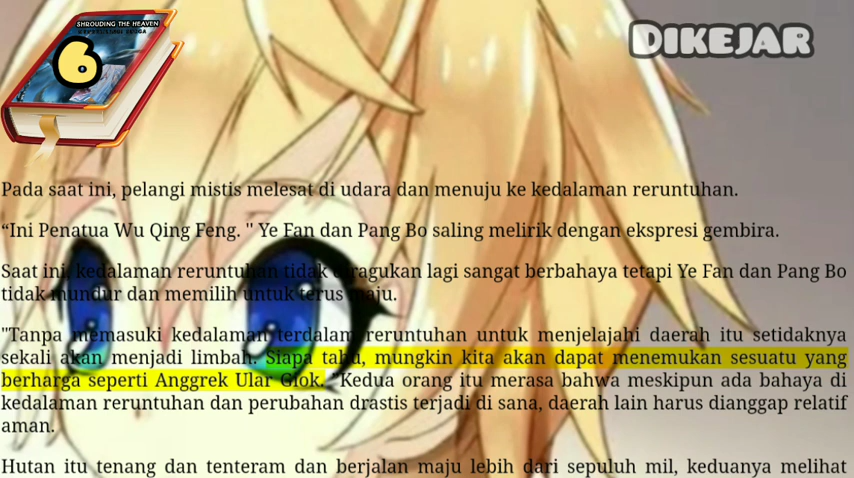 SHROUDING THE HEAVEN
6
DIKEJAR
Pada saat ini, pelangi mistis melesat di udara dan menuju ke kedalaman reruntuhan.
“Ini Penatua Wu Qing Feng. " Ye Fan dan Pang Bo saling melirik dengan ekspresi gembira.
Saat ini, kedalaman reruntuhan tidak diragukan lagi sangat berbahaya tetapi Ye Fan dan Pang Bo
tidak mundur dan memilih untuk terus maju.
"Tanpa memasuki kedalaman terdalam reruntuhan untuk menjelajahi daerah itu setidaknya
sekali akan menjadi limbah. Siapa tahu, mungkin kita akan dapat menemukan sesuatu yang
berharga seperti Anggrek Ular Giok." Kedua orang itu merasa bahwa meskipun ada bahaya di
kedalaman reruntuhan dan perubahan drastis terjadi di sana, daerah lain harus dianggap relatif
aman.
Hutan itu tenang dan tenteram dan berjalan maju lebih dari sepuluh mil, keduanya melihat